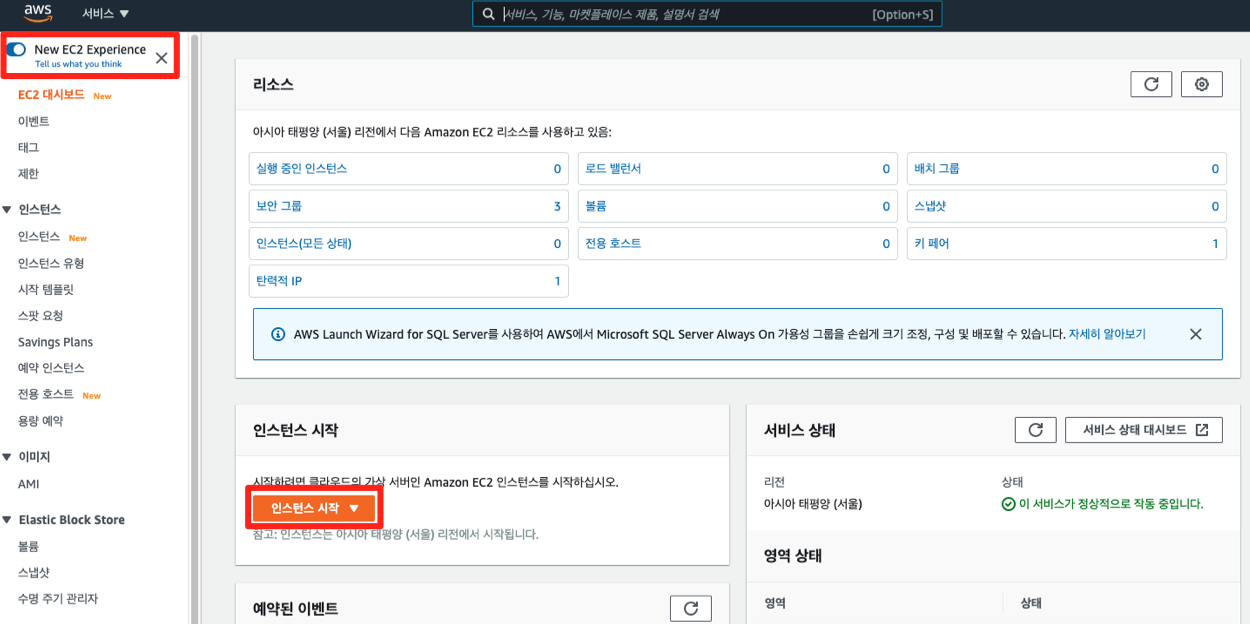 aws
서비스 ▼
서비스, 기능, 마켓플레이스 제품, 설명서 검색
[Option+S]
New EC2 Experience
Tell us what you think
EC2 대시보드 New
이벤트
태그
제한
인스턴스
인스턴스 New
인스턴스 유형
시작 템플릿
스팟 요청
Savings Plans
예약 인스턴스
전용 호스트 New
용량 예약
이미지
AMI
Elastic Block Store
볼륨
스냅샷
수명 주기 관리자
리소스
아시아 태평양 (서울) 리전에서 다음 Amazon EC2 리소스를 사용하고 있음:
실행 중인 인스턴스 0
로드 밸런서 0
배치 그룹 0
보안 그룹 3
볼륨 0
스냅샷 0
인스턴스(모든 상태) 0
전용 호스트 0
키 페어 1
탄력적 IP 1
AWS Launch Wizard for SQL Server를 사용하여 AWS에서 Microsoft SQL Server Always On 가용성 그룹을 손쉽게 크기 조정, 구성 및 배포할 수 있습니다. 자세히 알아보기
인스턴스 시작
시작하려면 클라우드의 가상 서버인 Amazon EC2 인스턴스를 시작하십시오.
인스턴스 시작 ▼
참고: 인스턴스는 아시아 태평양 (서울) 리전에서 시작됩니다.
예약된 이벤트
서비스 상태
서비스 상태 대시보드
리전
상태
아시아 태평양 (서울)
이 서비스가 정상적으로 작동 중입니다.
영역 상태
영역
상태